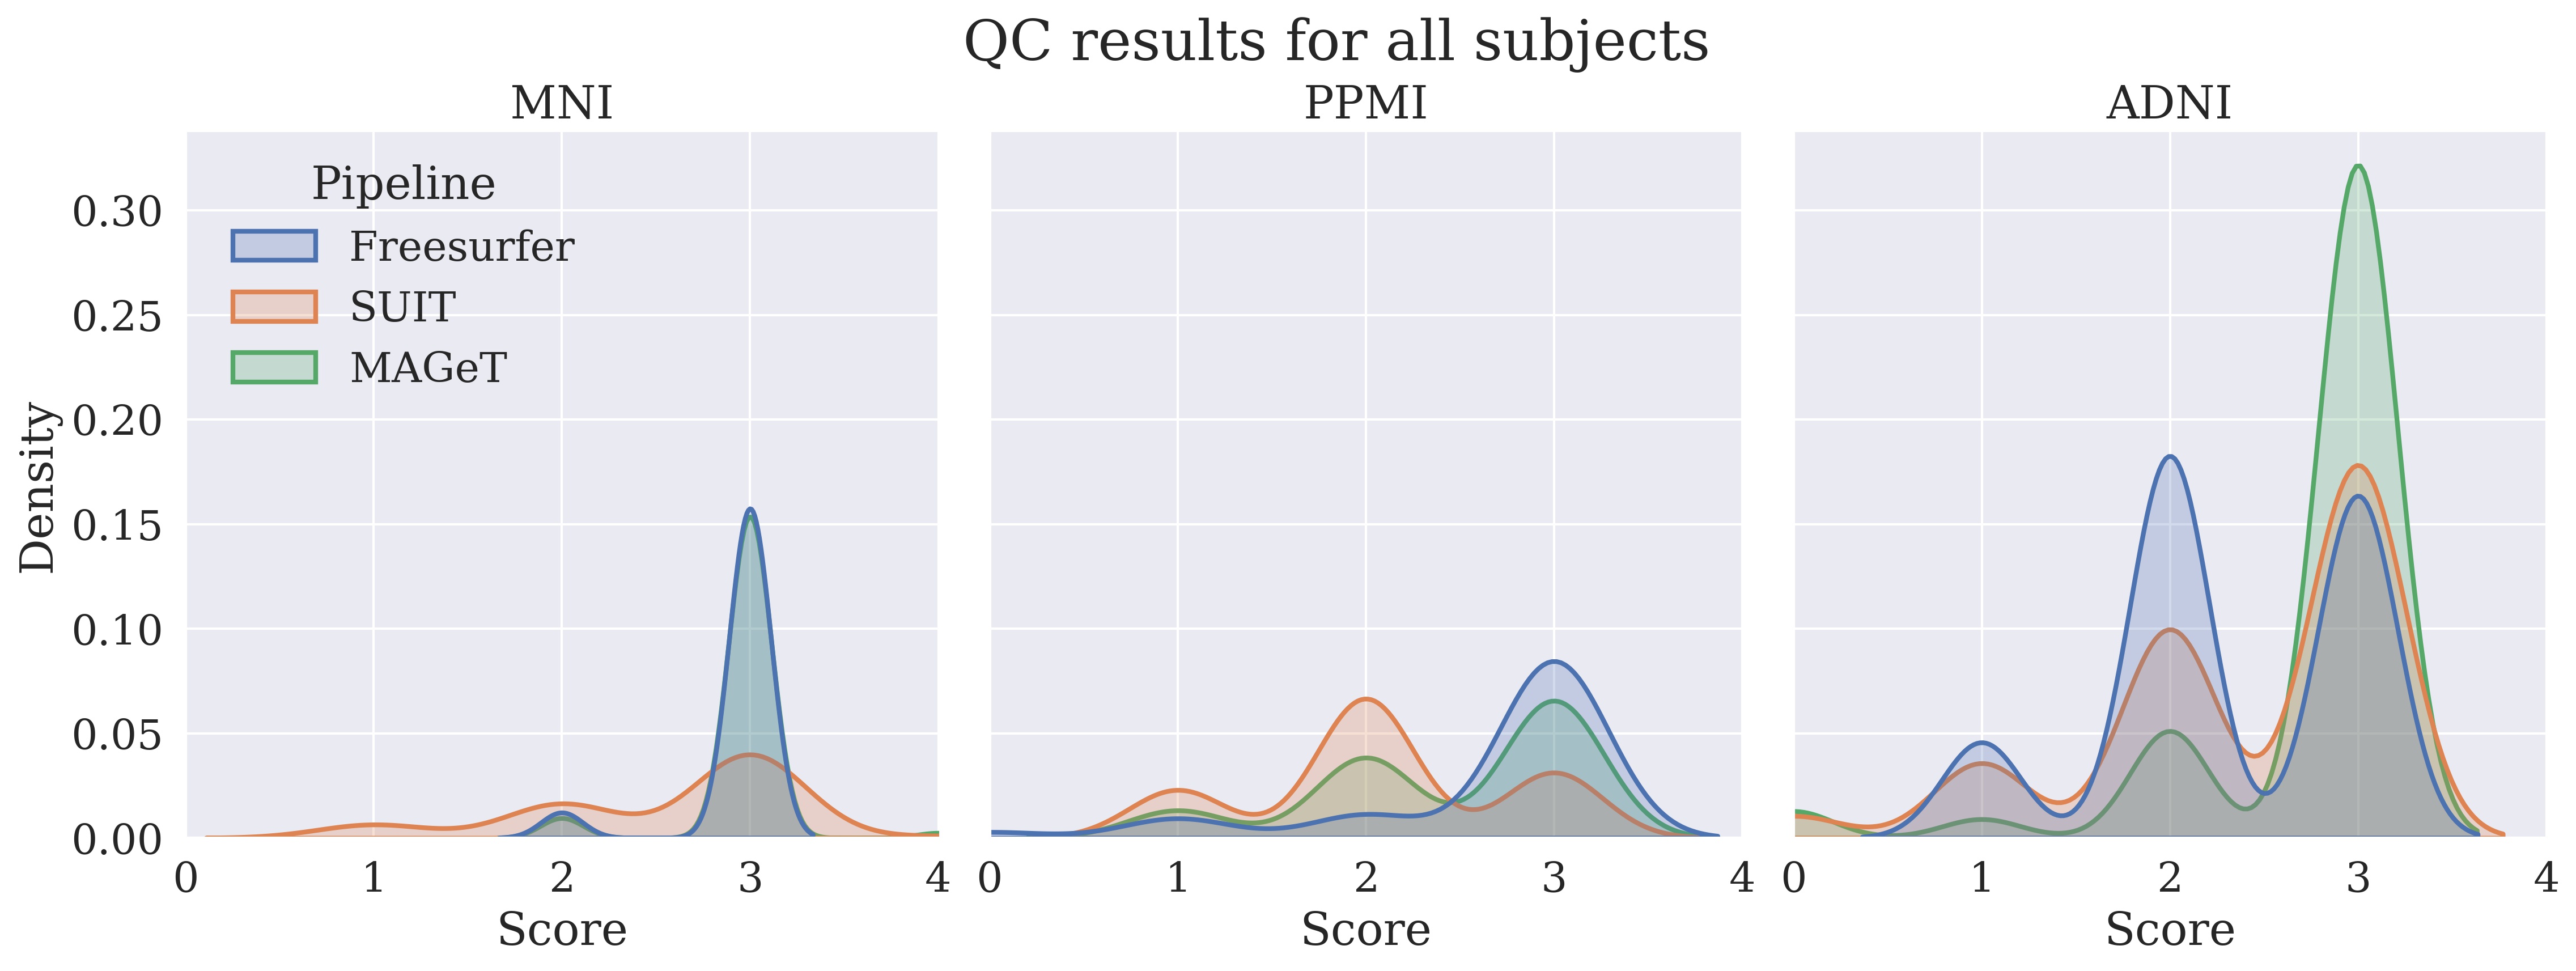 QC results for all subjects
MNI
PPMI
ADNI
Pipeline
Freesurfer
SUIT
MAGeT
Density
0.30
0.25
0.20
0.15
0.10
0.05
0.00
0 1 2 3 4
0 1 2 3 4
0 1 2 3 4
Score
Score
Score